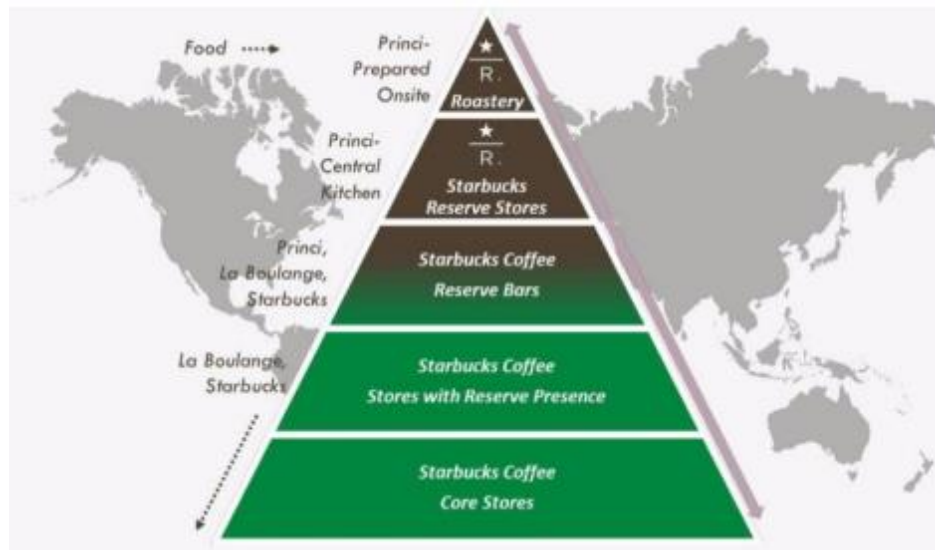 Food
Princi-
Prepared
Onsite
R.
Roastery
Princi-
Central
Kitchen
R.
Starbucks
Reserve Stores
Princi,
La Boulange,
Starbucks
Starbucks Coffee
Reserve Bars
La Boulange,
Starbucks
Starbucks Coffee
Stores with Reserve Presence
Starbucks Coffee
Core Stores